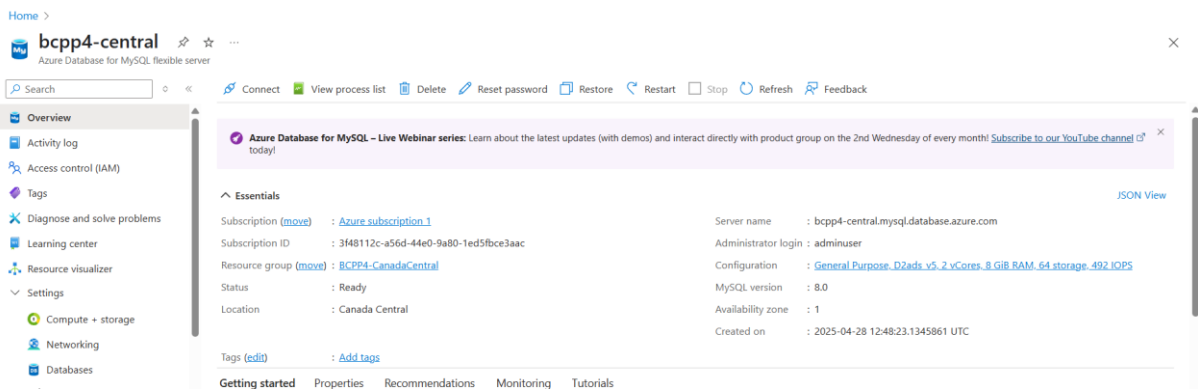 Home >
bcpp4-central
Azure Database for MySQL flexible server
Search
Connect View process list Delete Reset password Restore Restart Stop Refresh Feedback
Overview
Activity log
Access control (IAM)
Tags
Diagnose and solve problems
Learning center
Resource visualizer
Settings
Compute + storage
Networking
Databases
Azure Database for MySQL – Live Webinar series: Learn about the latest updates (with demos) and interact directly with product group on the 2nd Wednesday of every month! Subscribe to our YouTube channel
today!
Essentials
JSON View
Subscription (move) : Azure subscription 1
Subscription ID : 3f48112c-a56d-44e0-9a80-1ed5fbce3aac
Resource group (move) : BCPP4-CanadaCentral
Status : Ready
Location : Canada Central
Server name : bcpp4-central.mysql.database.azure.com
Administrator login : adminuser
Configuration : General Purpose, D2ads_v5, 2 vCores, 8 GiB RAM, 64 storage, 492 IOPS
MySQL version : 8.0
Availability zone : 1
Created on : 2025-04-28 12:48:23.1345861 UTC
Tags (edit) : Add tags
Getting started Properties Recommendations Monitoring Tutorials